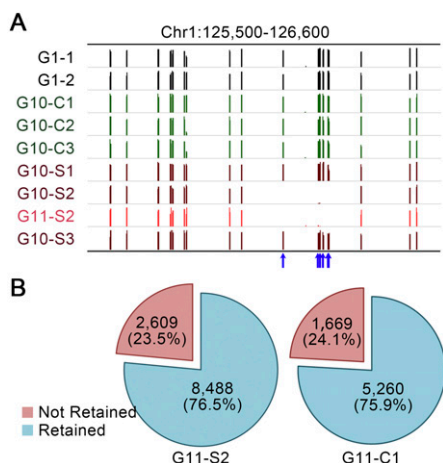 A
Chr1:125,500-126,600
G1-1
G1-2
G10-C1
G10-C2
G10-C3
G10-S1
G10-S2
G11-S2
G10-S3
B
2,609
(23.5%)
8,488
(76.5%)
1,669
(24.1%)
5,260
(75.9%)
Not Retained
Retained
G11-S2
G11-C1